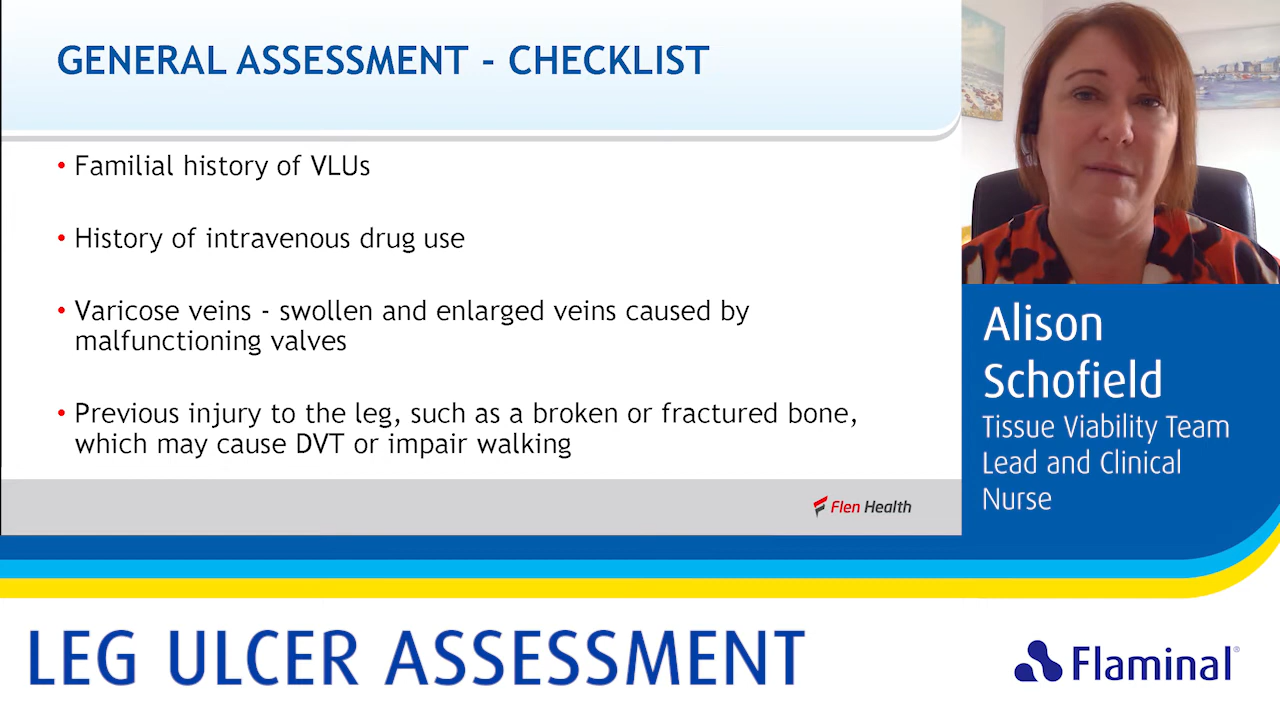 GENERAL ASSESSMENT - CHECKLIST
• Familial history of VLUs
• History of intravenous drug use
• Varicose veins - swollen and enlarged veins caused by
malfunctioning valves
• Previous injury to the leg, such as a broken or fractured bone,
which may cause DVT or impair walking
Flen Health
Alison
Schofield
Tissue Viability Team
Lead and Clinical
Nurse
LEG ULCER ASSESSMENT
Flaminal®